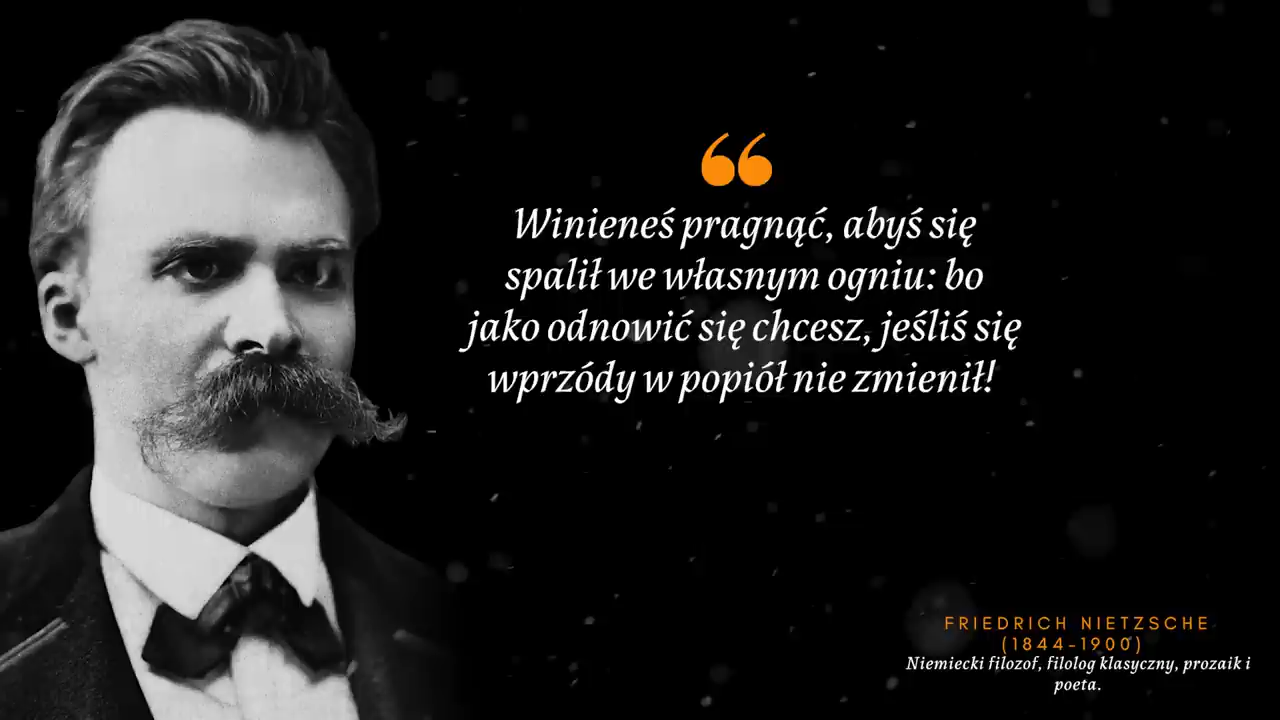 Winieneś pragnąć, abyś się
spalił we własnym ogniu: bo
jako odnowić się chcesz, jeśliś się
wprzódy w popiół nie zmienił!
FRIEDRICH NIETZSCHE
(1844-1900)
Niemiecki filozof, filolog klasyczny, prozaik i
poeta.